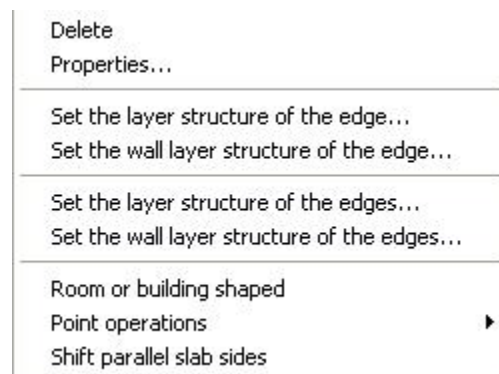 Delete
Properties...
Set the layer structure of the edge...
Set the wall layer structure of the edge...
Set the layer structure of the edges...
Set the wall layer structure of the edges...
Room or building shaped
Point operations
Shift parallel slab sides